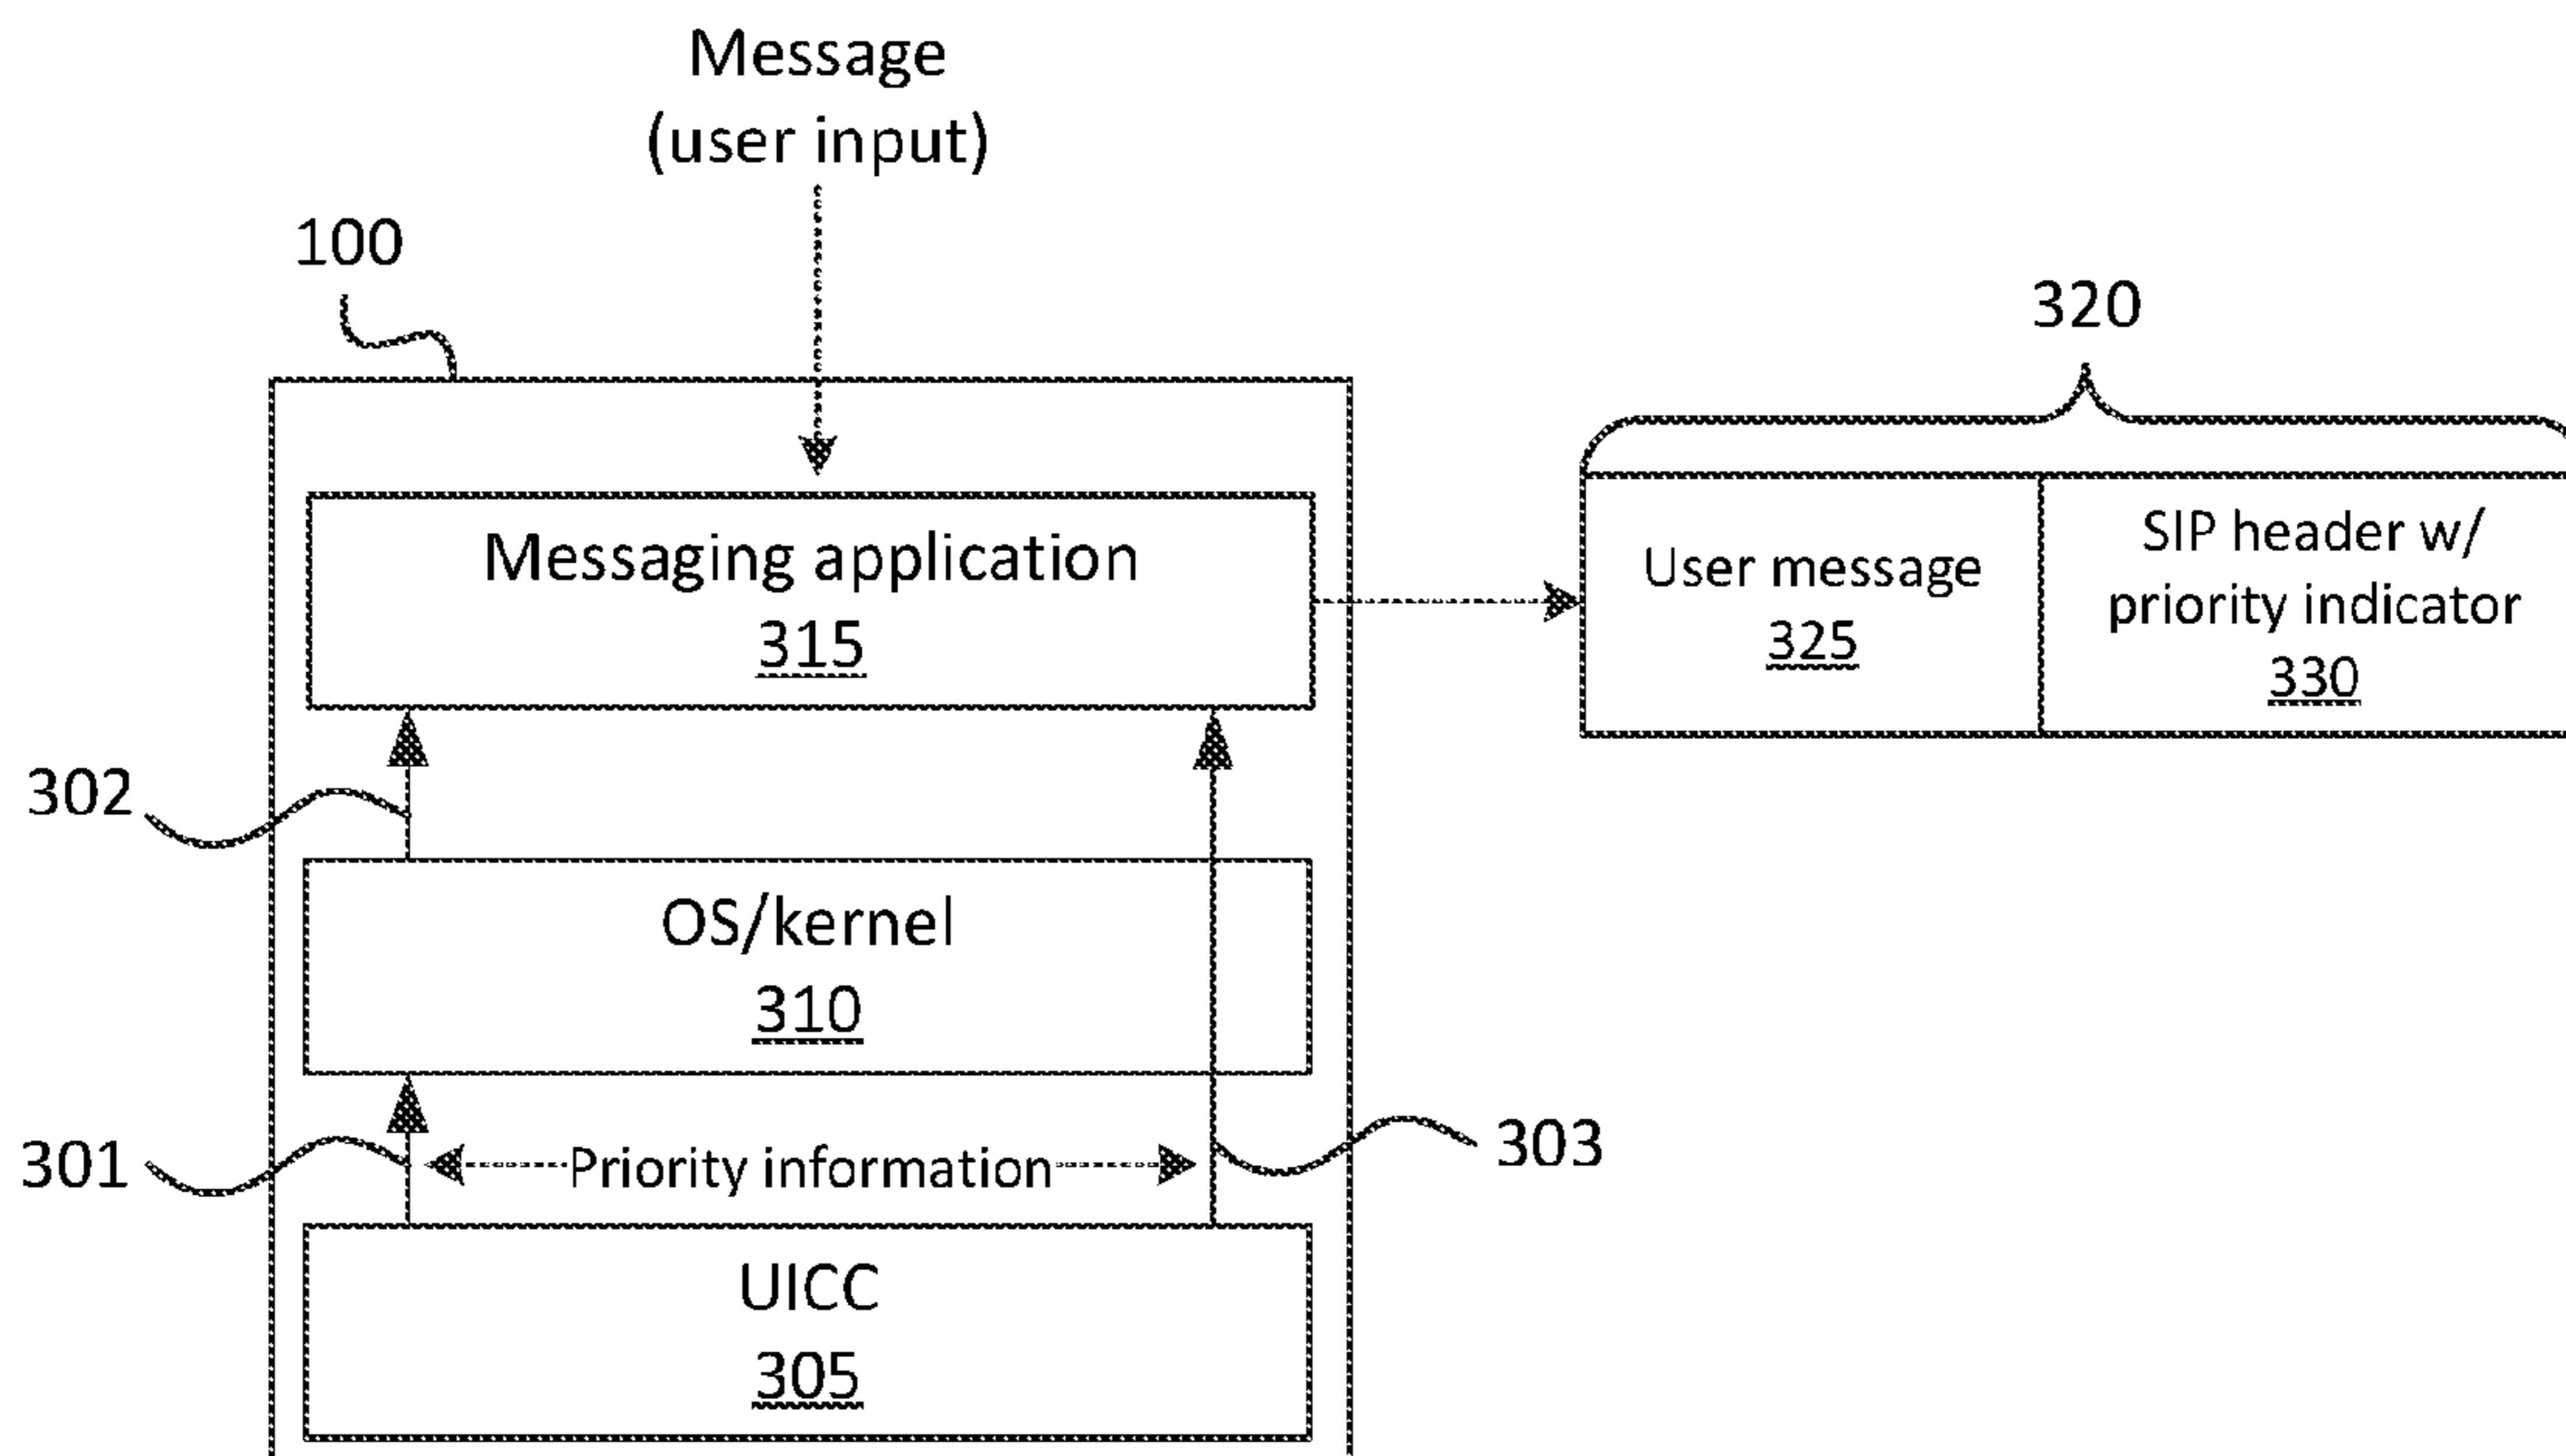 Message
(user input)
100
320
Messaging application
315
User message
325
SIP header w/
priority indicator
330
302
OS/kernel
310
301
Priority information
303
UICC
305